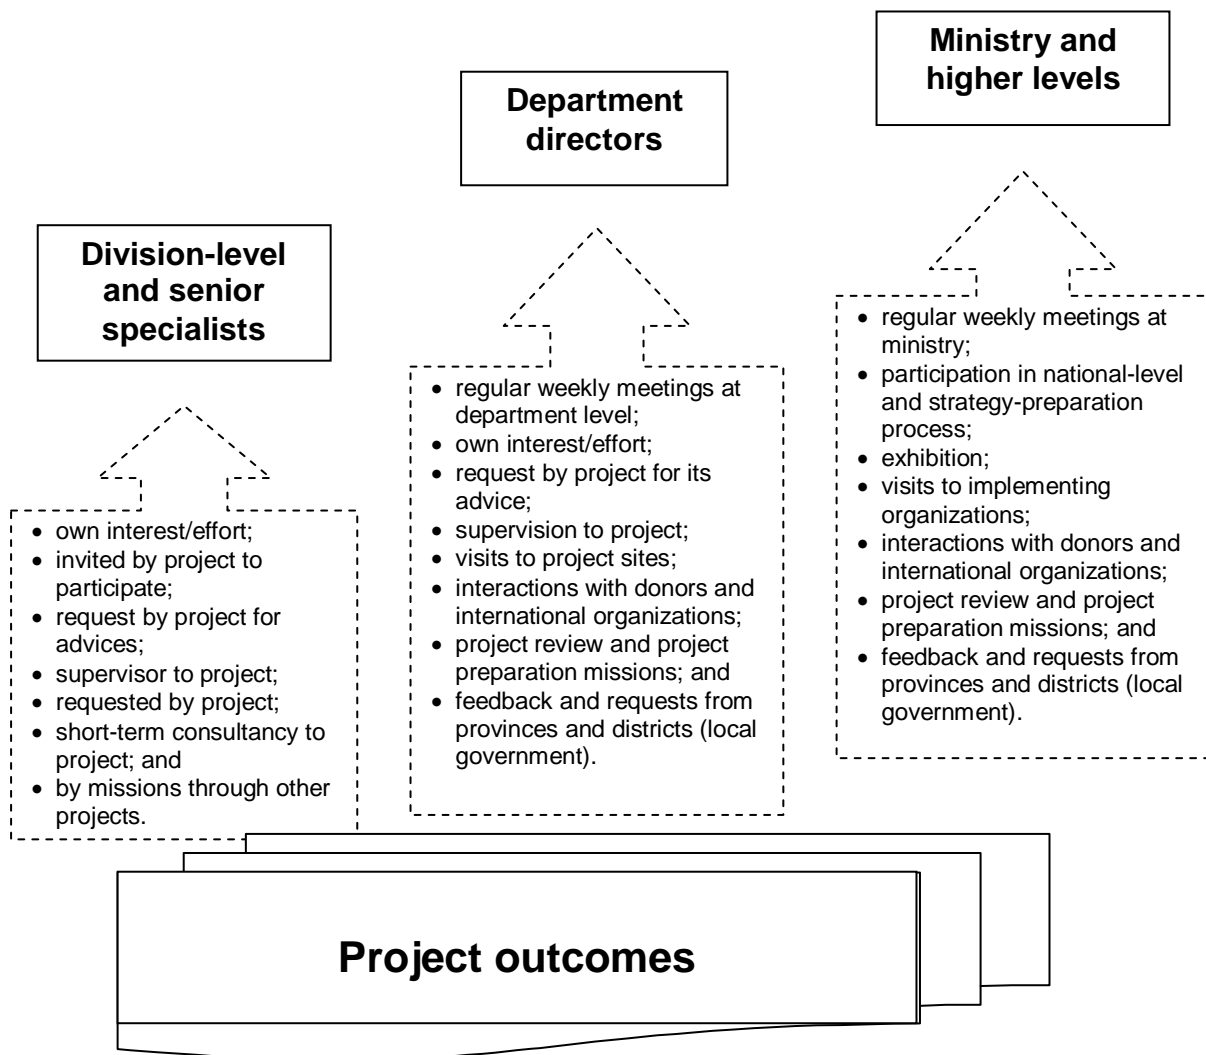 Ministry and
higher levels
Department
directors
Division-level
and senior
specialists
• regular weekly meetings at
ministry;
• participation in national-level
and strategy-preparation
process;
• exhibition;
• visits to implementing
organizations;
• interactions with donors and
international organizations;
• project review and project
preparation missions; and
• feedback and requests from
provinces and districts (local
government).
• regular weekly meetings at
department level;
• own interest/effort;
• request by project for its
advice;
• supervision to project;
• visits to project sites;
• interactions with donors and
international organizations;
• project review and project
preparation missions; and
• feedback and requests from
provinces and districts (local
government).
• own interest/effort;
• invited by project to
participate;
• request by project for
advices;
• supervisor to project;
• requested by project;
• short-term consultancy to
project; and
• by missions through other
projects.
Project outcomes